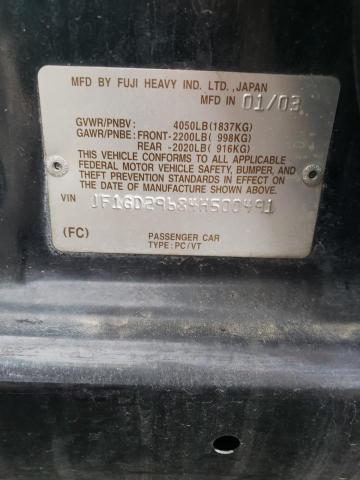 MFD BY FUJI HEAVY IND. LTD.,JAPAN
MFD IN 01/03
GVWR/PNBV: 4050LB(1837KG)
GAWR/PNBE: FRONT-2200LB( 998KG)
REAR -2020LB( 916KG)
THIS VEHICLE CONFORMS TO ALL APPLICABLE
FEDERAL MOTOR VEHICLE SAFETY, BUMPER, AND
THEFT PREVENTION STANDARDS IN EFFECT ON THE
DATE OF MANUFACTURE SHOWN ABOVE.
VIN JF1GD29684H500491
(FC) PASSENGER CAR
TYPE:PC/VT